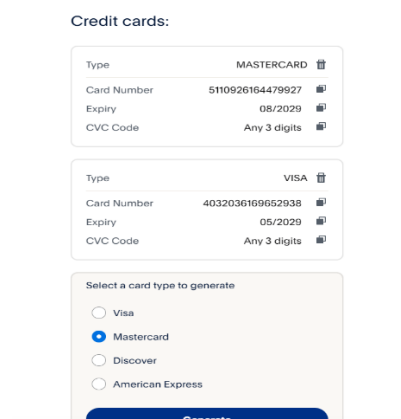 Credit cards:
Type MASTERCARD
Card Number 5110926164479927
Expiry 08/2029
CVC Code Any 3 digits
Type VISA
Card Number 4032036169652938
Expiry 05/2029
CVC Code Any 3 digits
Select a card type to generate
Visa
Mastercard
Discover
American Express
Generate